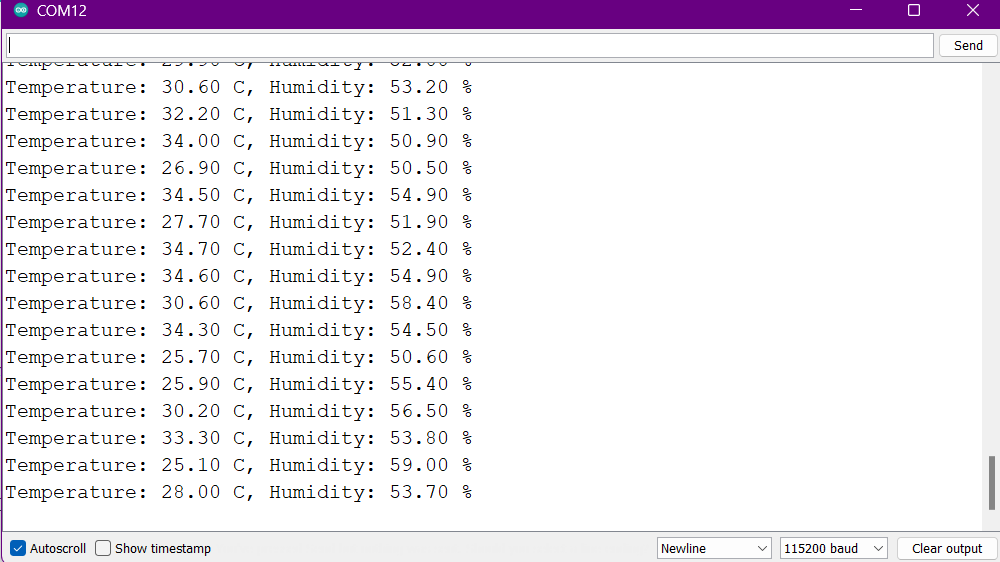 COM12
Send
Temperature: 29.90 C, Humidity: 52.00 %
Temperature: 30.60 C, Humidity: 53.20 %
Temperature: 32.20 C, Humidity: 51.30 %
Temperature: 34.00 C, Humidity: 50.90 %
Temperature: 26.90 C, Humidity: 50.50 %
Temperature: 34.50 C, Humidity: 54.90 %
Temperature: 27.70 C, Humidity: 51.90 %
Temperature: 34.70 C, Humidity: 52.40 %
Temperature: 34.60 C, Humidity: 54.90 %
Temperature: 30.60 C, Humidity: 58.40 %
Temperature: 34.30 C, Humidity: 54.50 %
Temperature: 25.70 C, Humidity: 50.60 %
Temperature: 25.90 C, Humidity: 55.40 %
Temperature: 30.20 C, Humidity: 56.50 %
Temperature: 33.30 C, Humidity: 53.80 %
Temperature: 25.10 C, Humidity: 59.00 %
Temperature: 28.00 C, Humidity: 53.70 %
Autoscroll Show timestamp Newline 115200 baud Clear output